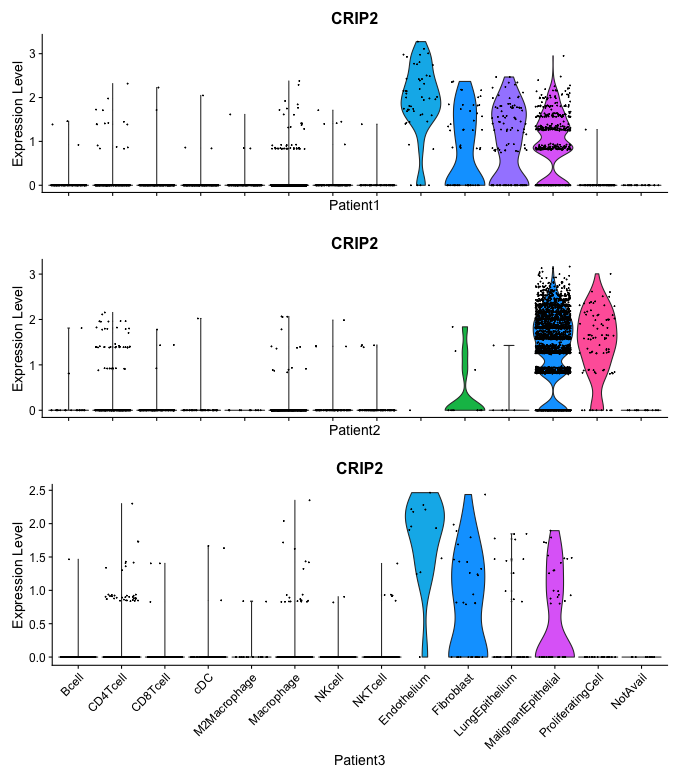 CRIP2
Expression Level
3
2
1
0
Patient1
CRIP2
Expression Level
3
2
1
0
Patient2
CRIP2
Expression Level
2.5
2.0
1.5
1.0
0.5
0.0
Bcell
CD4Tcell
CD8Tcell
cDC
M2Macrophage
Macrophage
NKcell
NKTcell
Endothelium
Fibroblast
LungEpithelium
MalignantEpithelial
ProliferatingCell
NotAvail
Patient3